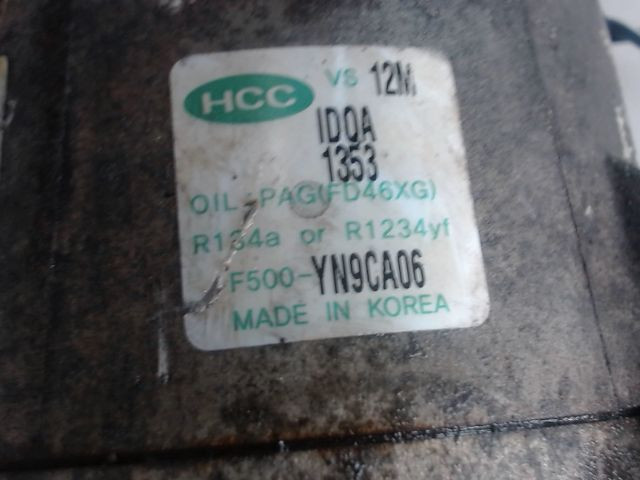 HCC VS 12M
IDQA
1353
OIL-PAG(FD46XG)
R134a or R1234yf
F500-YN9CA06
MADE IN KOREA